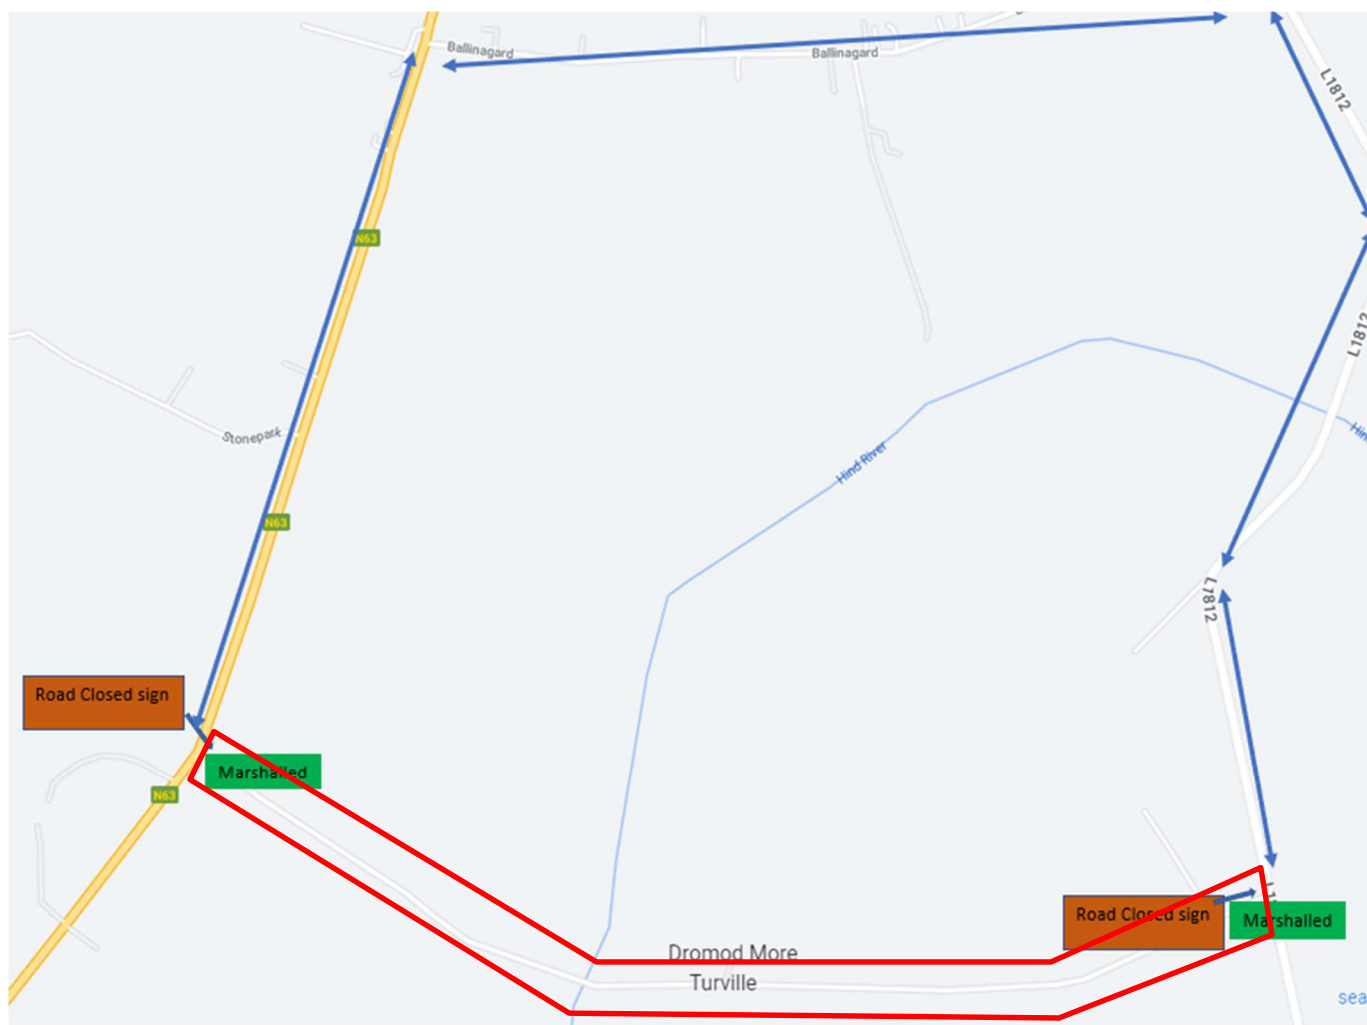 Ballinagard
Ballinagard
L1812
N63
L1812
Stonepark
Hind River
N63
L7812
Road Closed sign
Marshalled
N63
Road Closed sign
Marshalled
Dromod More
Turville